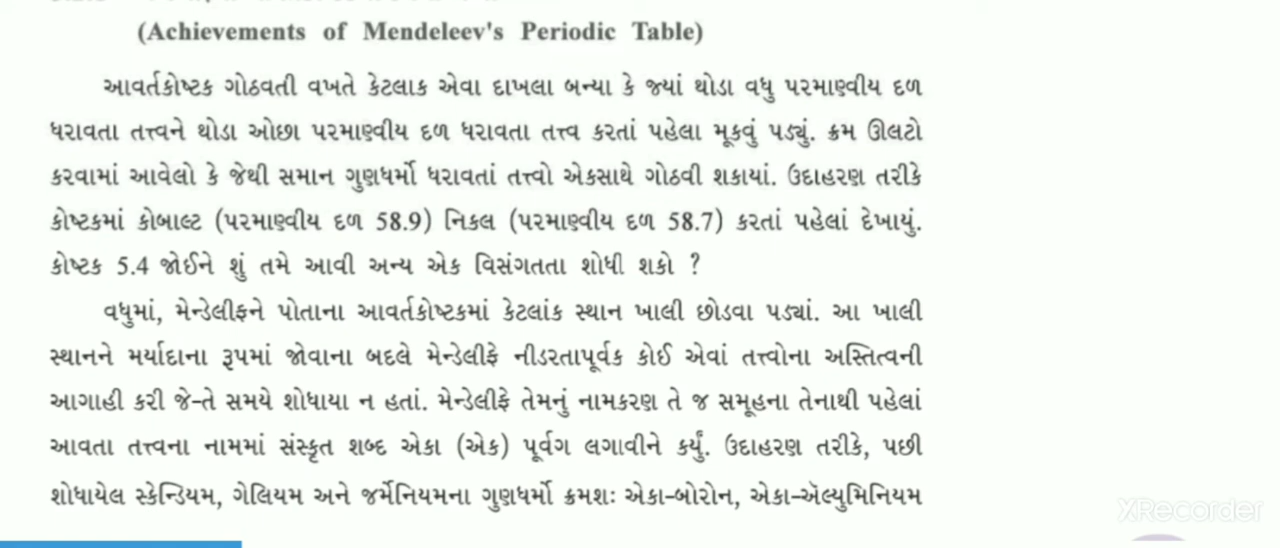 (Achievements of Mendeleev's Periodic Table)
આવર્તકોષ્ટક ગોઠવતી વખતે કેટલાક એવા દાખલા બન્યા કે જ્યાં થોડા વધુ પરમાણ્વીય દળ
ધરાવતા તત્ત્વને થોડા ઓછા પરમાણ્વીય દળ ધરાવતા તત્ત્વ કરતાં પહેલા મૂકવું પડ્યું. ક્રમ ઊલટો
કરવામાં આવેલો કે જેથી સમાન ગુણધર્મો ધરાવતાં તત્ત્વો એકસાથે ગોઠવી શકાયાં. ઉદાહરણ તરીકે
કોષ્ટકમાં કોબાલ્ટ (પરમાણ્વીય દળ 58.9) નિકલ (પરમાણ્વીય દળ 58.7) કરતાં પહેલાં દેખાયું.
કોષ્ટક 5.4 જોઈને શું તમે આવી અન્ય એક વિસંગતતા શોધી શકો ?
વધુમાં, મેન્ડેલીફને પોતાના આવર્તકોષ્ટકમાં કેટલાંક સ્થાન ખાલી છોડવા પડ્યાં. આ ખાલી
સ્થાનને મર્યાદાના રૂપમાં જોવાના બદલે મેન્ડેલીફે નીડરતાપૂર્વક કોઈ એવાં તત્ત્વોના અસ્તિત્વની
આગાહી કરી જે-તે સમયે શોધાયા ન હતાં. મેન્ડેલીફે તેમનું નામકરણ તે જ સમૂહના તેનાથી પહેલાં
આવતા તત્ત્વના નામમાં સંસ્કૃત શબ્દ એકા (એક) પૂર્વગ લગાવીને કર્યું. ઉદાહરણ તરીકે, પછી
શોધાયેલ સ્કેન્ડિયમ, ગેલિયમ અને જર્મેનિયમના ગુણધર્મો ક્રમશઃ એકા-બોરોન, એકા-ઍલ્યુમિનિયમ
XRecorder